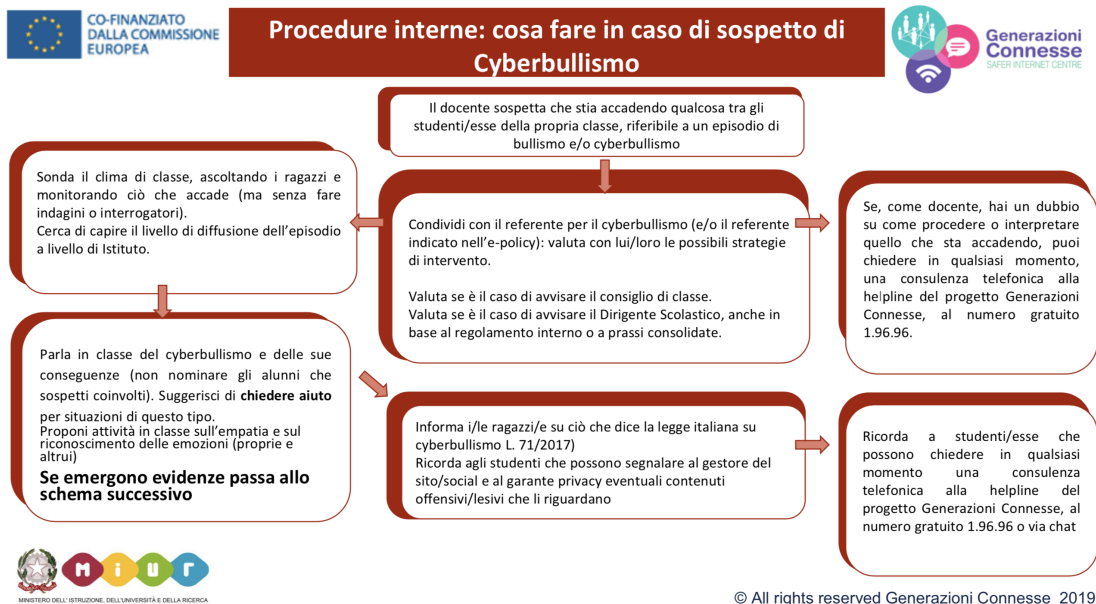 CO-FINANZIATO
DALLA COMMISSIONE
EUROPEA
Procedure interne: cosa fare in caso di sospetto di
Cyberbullismo
Generazioni
Connesse
SAFER INTERNET CENTRE
Il docente sospetta che stia accadendo qualcosa tra gli
studenti/esse della propria classe, riferibile a un episodio di
bullismo e/o cyberbullismo
Sonda il clima di classe, ascoltando i ragazzi e
monitorando ciò che accade (ma senza fare
indagini o interrogatori).
Cerca di capire il livello di diffusione dell'episodio
a livello di Istituto.
Condividi con il referente per il cyberbullismo (e/o il referente
indicato nell'e-policy): valuta con lui/loro le possibili strategie
di intervento.
Valuta se è il caso di avvisare il consiglio di classe.
Valuta se è il caso di avvisare il Dirigente Scolastico, anche in
base al regolamento interno o a prassi consolidate.
Se, come docente, hai un dubbio
su come procedere o interpretare
quello che sta accadendo, puoi
chiedere in qualsiasi momento,
una consulenza telefonica alla
helpline del progetto Generazioni
Connesse, al numero gratuito
1.96.96.
Parla in classe del cyberbullismo e delle sue
conseguenze (non nominare gli alunni che
sospetti coinvolti). Suggerisci di chiedere aiuto
per situazioni di questo tipo.
Proponi attività in classe sull'empatia e sul
riconoscimento delle emozioni (proprie e
altrui)
Se emergono evidenze passa allo
schema successivo
Informa i/le ragazzi/e su ciò che dice la legge italiana su
cyberbullismo L. 71/2017)
Ricorda agli studenti che possono segnalare al gestore del
sito/social e al garante privacy eventuali contenuti
offensivi/lesivi che li riguardano
Ricorda a studenti/esse che
possono chiedere in qualsiasi
momento una consulenza
telefonica alla helpline del
progetto Generazioni Connesse, al
numero gratuito 1.96.96 o via chat
MIUR
MINISTERO DELL' ISTRUZIONE, DELL'UNIVERSITÀ E DELLA RICERCA
© All rights reserved Generazioni Connesse 2019